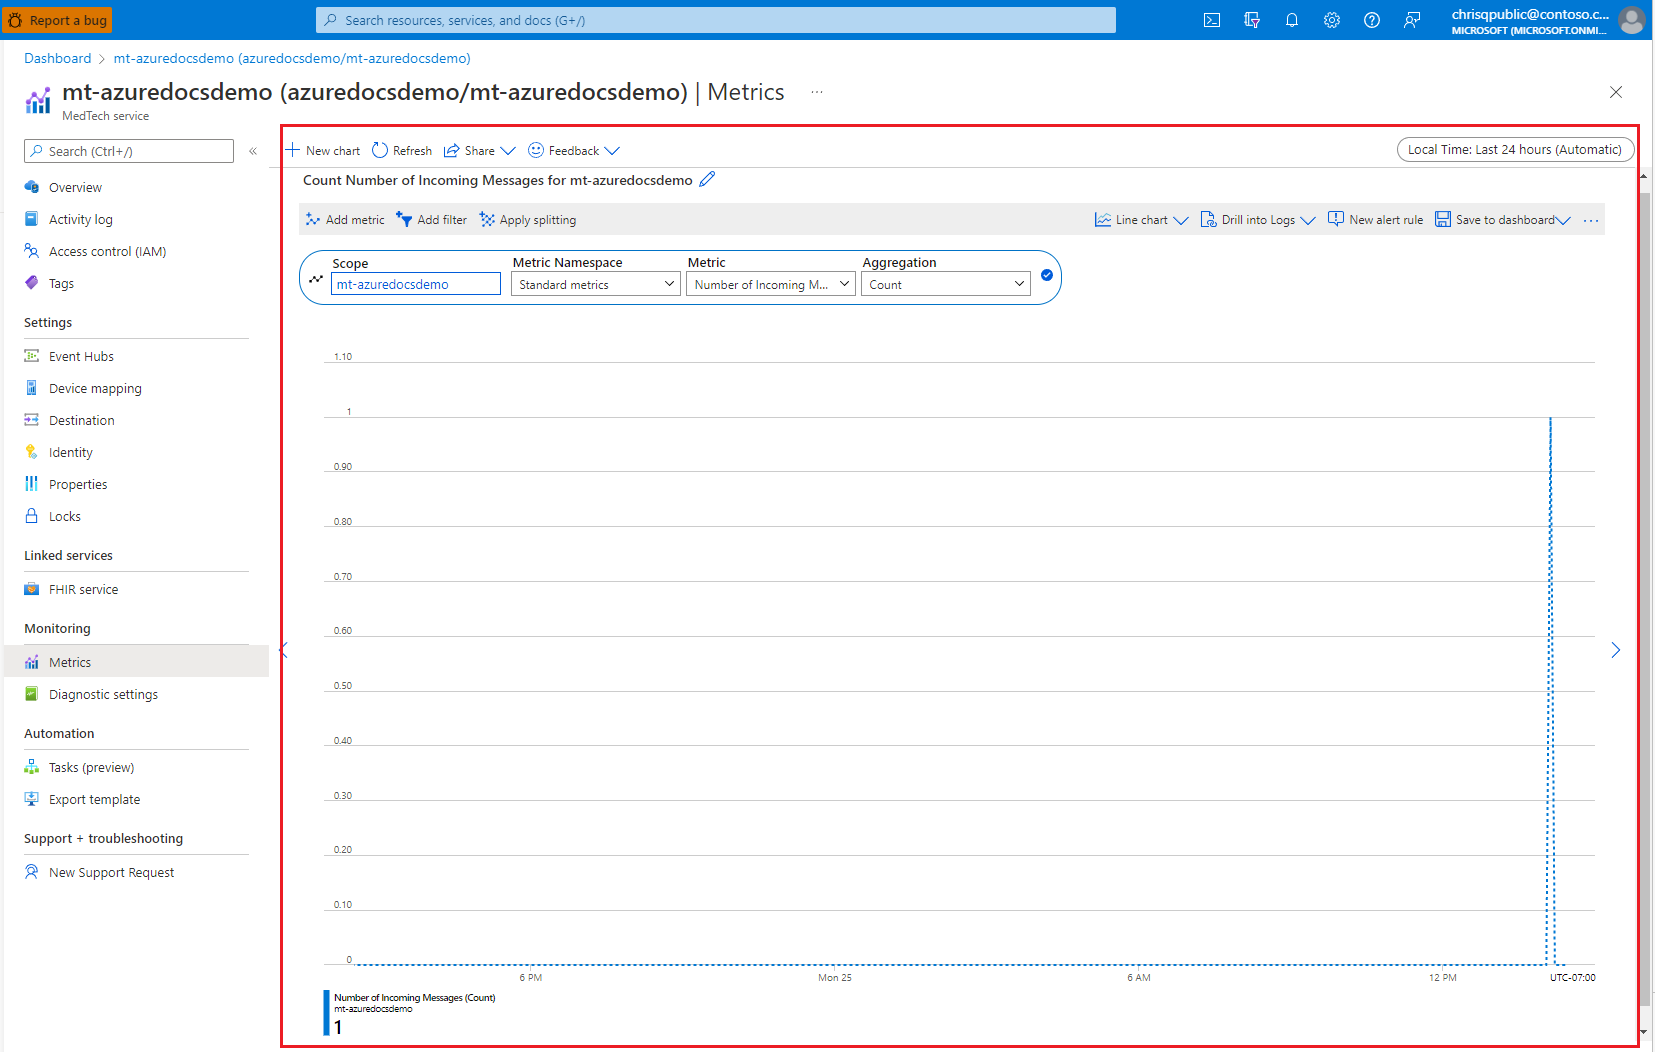 Report a bug
Search resources, services, and docs (G+/)
chrisqpublic@contoso.c...
MICROSOFT (MICROSOFT.ONMI...
Dashboard > mt-azuredocsdemo (azuredocsdemo/mt-azuredocsdemo)
mt-azuredocsdemo (azuredocsdemo/mt-azuredocsdemo) | Metrics ...
MedTech service
Search (Ctrl+/)
«
Overview
Activity log
Access control (IAM)
Tags
Settings
Event Hubs
Device mapping
Destination
Identity
Properties
Locks
Linked services
FHIR service
Monitoring
Metrics
Diagnostic settings
Automation
Tasks (preview)
Export template
Support + troubleshooting
New Support Request
New chart Refresh Share Feedback
Local Time: Last 24 hours (Automatic)
Count Number of Incoming Messages for mt-azuredocsdemo
Add metric Add filter Apply splitting
Line chart Drill into Logs New alert rule Save to dashboard ...
Scope Metric Namespace Metric Aggregation
mt-azuredocsdemo Standard metrics Number of Incoming M... Count
1.10
1
0.90
0.80
0.70
0.60
0.50
0.40
0.30
0.20
0.10
0
6 PM Mon 25 6 AM 12 PM UTC-07:00
Number of Incoming Messages (Count)
mt-azuredocsdemo
1